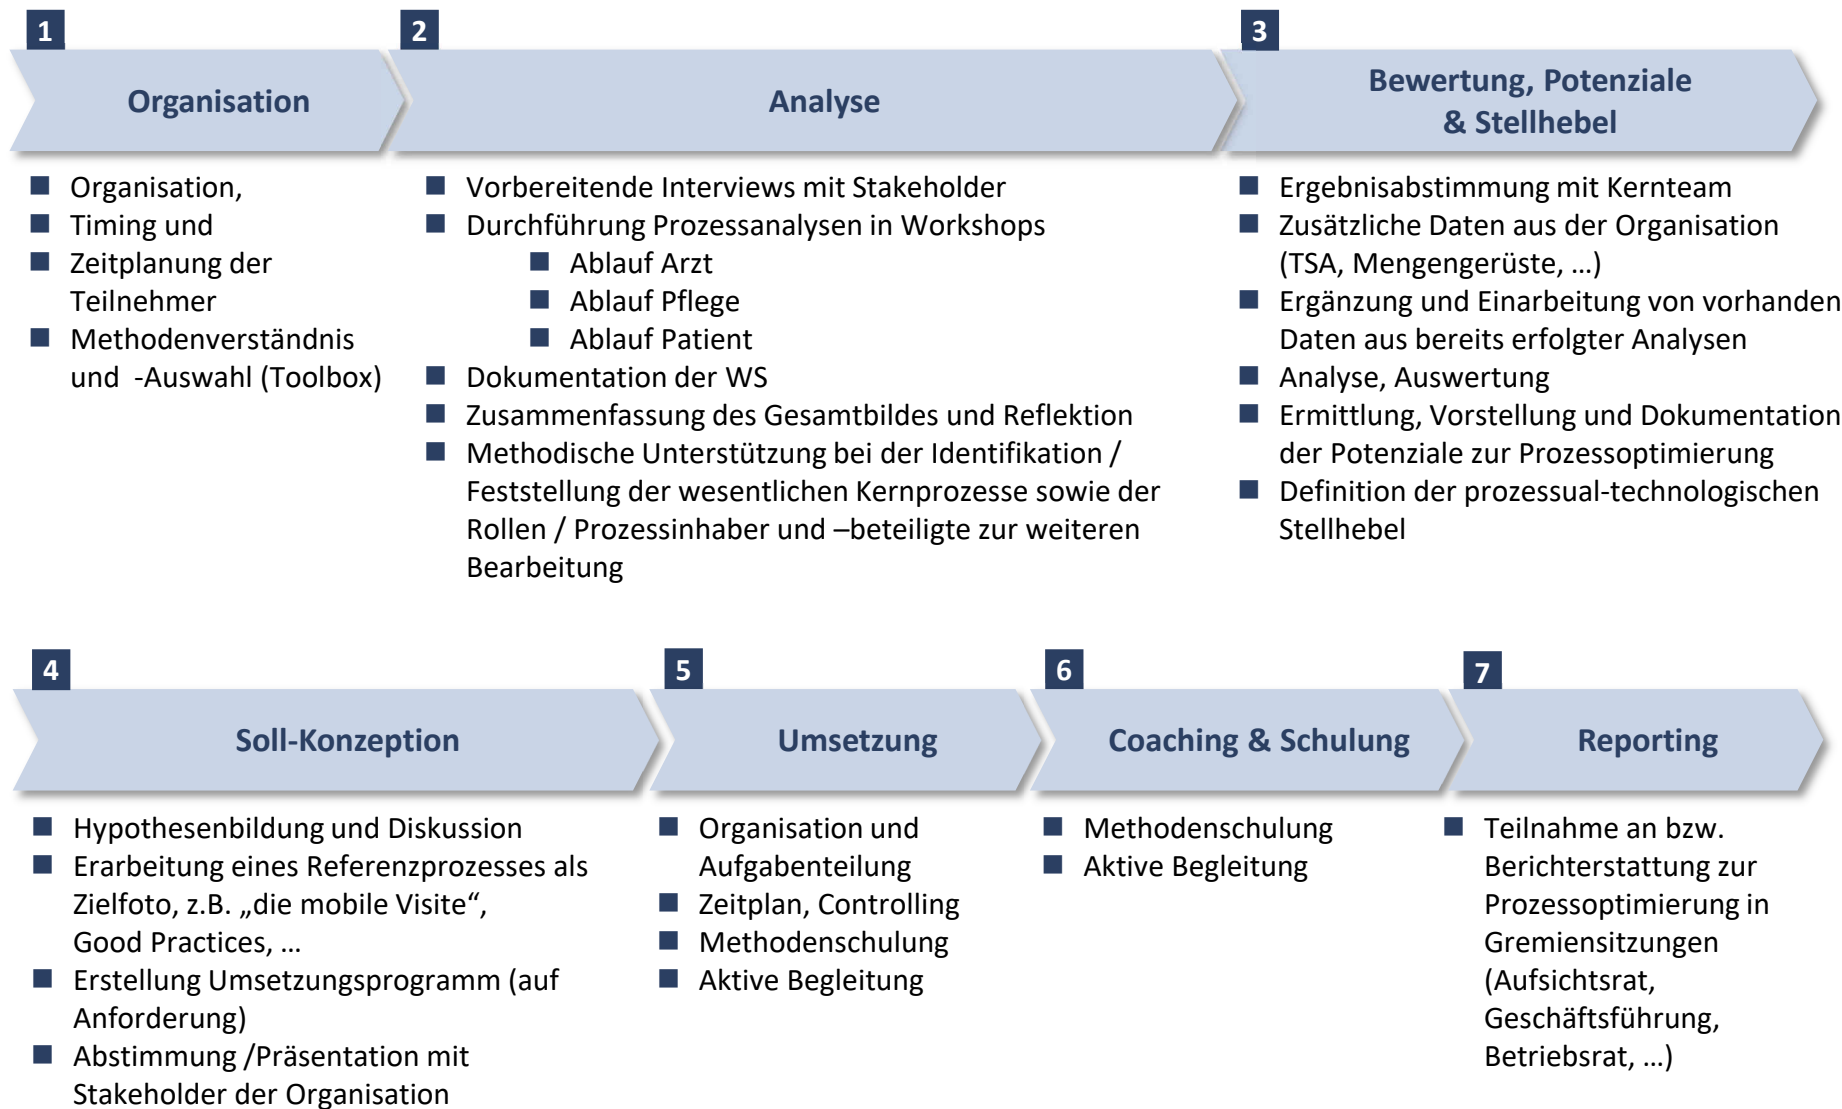 1
Organisation
Organisation,
Timing und
Zeitplanung der
Teilnehmer
Methodenverständnis
und -Auswahl (Toolbox)
2
Analyse
Vorbereitende Interviews mit Stakeholder
Durchführung Prozessanalysen in Workshops
Ablauf Arzt
Ablauf Pflege
Ablauf Patient
Dokumentation der WS
Zusammenfassung des Gesamtbildes und Reflektion
Methodische Unterstützung bei der Identifikation /
Feststellung der wesentlichen Kernprozesse sowie der
Rollen / Prozessinhaber und –beteiligte zur weiteren
Bearbeitung
3
Bewertung, Potenziale
& Stellhebel
Ergebnisabstimmung mit Kernteam
Zusätzliche Daten aus der Organisation
(TSA, Mengengerüste, …)
Ergänzung und Einarbeitung von vorhanden
Daten aus bereits erfolgter Analysen
Analyse, Auswertung
Ermittlung, Vorstellung und Dokumentation
der Potenziale zur Prozessoptimierung
Definition der prozessual-technologischen
Stellhebel
4
Soll-Konzeption
Hypothesenbildung und Diskussion
Erarbeitung eines Referenzprozesses als
Zielfoto, z.B. „die mobile Visite“,
Good Practices, …
Erstellung Umsetzungsprogramm (auf
Anforderung)
Abstimmung /Präsentation mit
Stakeholder der Organisation
5
Umsetzung
Organisation und
Aufgabenteilung
Zeitplan, Controlling
Methodenschulung
Aktive Begleitung
6
Coaching & Schulung
Methodenschulung
Aktive Begleitung
7
Reporting
Teilnahme an bzw.
Berichterstattung zur
Prozessoptimierung in
Gremiensitzungen
(Aufsichtsrat,
Geschäftsführung,
Betriebsrat, …)